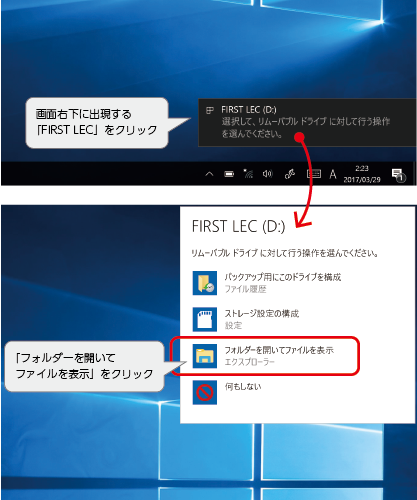 FIRST LEC (D:)
選択して、リムーバブル ドライブ に対して行う操作
を選んでください。
画面右下に出現する
「FIRST LEC」をクリック
A
2:23
2017/03/29
1
FIRST LEC (D:)
リムーバブル ドライブ に対して行う操作を選んでください。
バックアップ用にこのドライブを構成
ファイル履歴
ストレージ設定の構成
設定
フォルダーを開いてファイルを表示
エクスプローラー
「フォルダーを開いて
ファイルを表示」をクリック
何もしない